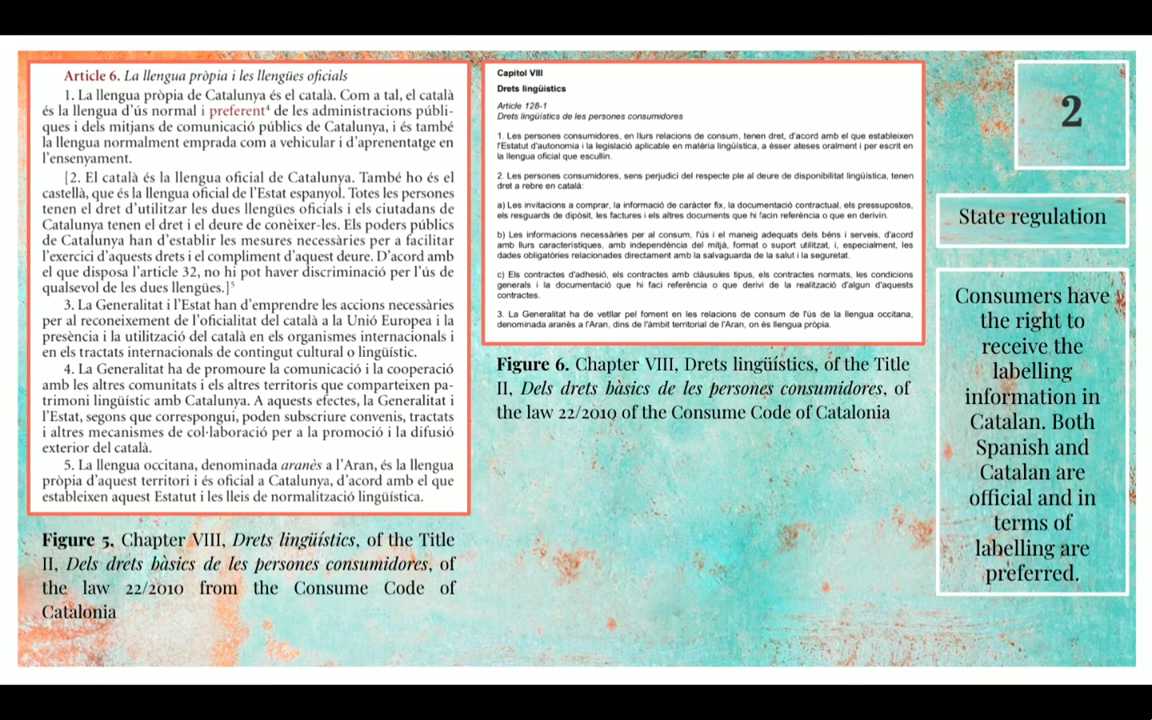 Article 6. La llengua pròpia i les llengües oficials
1. La llengua pròpia de Catalunya és el català. Com a tal, el català
és la llengua d'ús normal i preferent⁴ de les administracions públi-
ques i dels mitjans de comunicació públics de Catalunya, i és també
la llengua normalment emprada com a vehicular i d'aprenentatge en
l'ensenyament.
[2. El català és la llengua oficial de Catalunya. També ho és el
castellà, que és la llengua oficial de l'Estat espanyol. Totes les persones
tenen el dret d'utilitzar les dues llengües oficials i els ciutadans de
Catalunya tenen el dret i el deure de conèixer-les. Els poders públics
de Catalunya han d'establir les mesures necessàries per a facilitar
l'exercici d'aquests drets i el compliment d'aquest deure. D'acord amb
el que disposa l'article 32, no hi pot haver discriminació per l'ús de
qualsevol de les dues llengües.]⁵
3. La Generalitat i l'Estat han d'emprendre les accions necessàries
per al reconeixement de l'oficialitat del català a la Unió Europea i la
presència i la utilització del català en els organismes internacionals i
en els tractats internacionals de contingut cultural o lingüístic.
4. La Generalitat ha de promoure la comunicació i la cooperació
amb les altres comunitats i els altres territoris que comparteixen pa-
trimoni lingüístic amb Catalunya. A aquests efectes, la Generalitat i
l'Estat, segons que correspongui, poden subscriure convenis, tractats
i altres mecanismes de col·laboració per a la promoció i la difusió
exterior del català.
5. La llengua occitana, denominada aranès a l'Aran, és la llengua
pròpia d'aquest territori i és oficial a Catalunya, d'acord amb el que
estableixen aquest Estatut i les lleis de normalització lingüística.
Figure 5. Chapter VIII, Drets lingüístics, of the Title
II, Dels drets bàsics de les persones consumidores, of
the law 22/2010 from the Consume Code of
Catalonia
Capítol VIII
Drets lingüístics
Article 128-1
Drets lingüístics de les persones consumidores
1. Les persones consumidores, en llurs relacions de consum, tenen dret, d'acord amb el que estableixen
l'Estatut d'autonomia i la legislació aplicable en matèria lingüística, a ésser ateses oralment i per escrit en
la llengua oficial que escullin.
2. Les persones consumidores, sens perjudici del respecte ple al deure de disponibilitat lingüística, tenen
dret a rebre en català:
a) Les invitacions a comprar, la informació de caràcter fix, la documentació contractual, els pressupostos,
els resguards de dipòsit, les factures i els altres documents que hi facin referència o que en derivin.
b) Les informacions necessàries per al consum, l'ús i el maneig adequats dels béns i serveis, d'acord
amb llurs característiques, amb independència del mitjà, format o suport utilitzat, i, especialment, les
dades obligatòries relacionades directament amb la salvaguarda de la salut i la seguretat.
c) Els contractes d'adhesió, els contractes amb clàusules tipus, els contractes normats, les condicions
generals i la documentació que hi faci referència o que derivi de la realització d'algun d'aquests
contractes.
3. La Generalitat ha de vetllar pel foment en les relacions de consum de l'ús de la llengua occitana,
denominada aranès a l'Aran, dins de l'àmbit territorial de l'Aran, on és llengua pròpia.
Figure 6. Chapter VIII, Drets lingüístics, of the Title
II, Dels drets bàsics de les persones consumidores, of
the law 22/2010 of the Consume Code of Catalonia
2
State regulation
Consumers have
the right to
receive the
labelling
information in
Catalan. Both
Spanish and
Catalan are
official and in
terms of
labelling are
preferred.